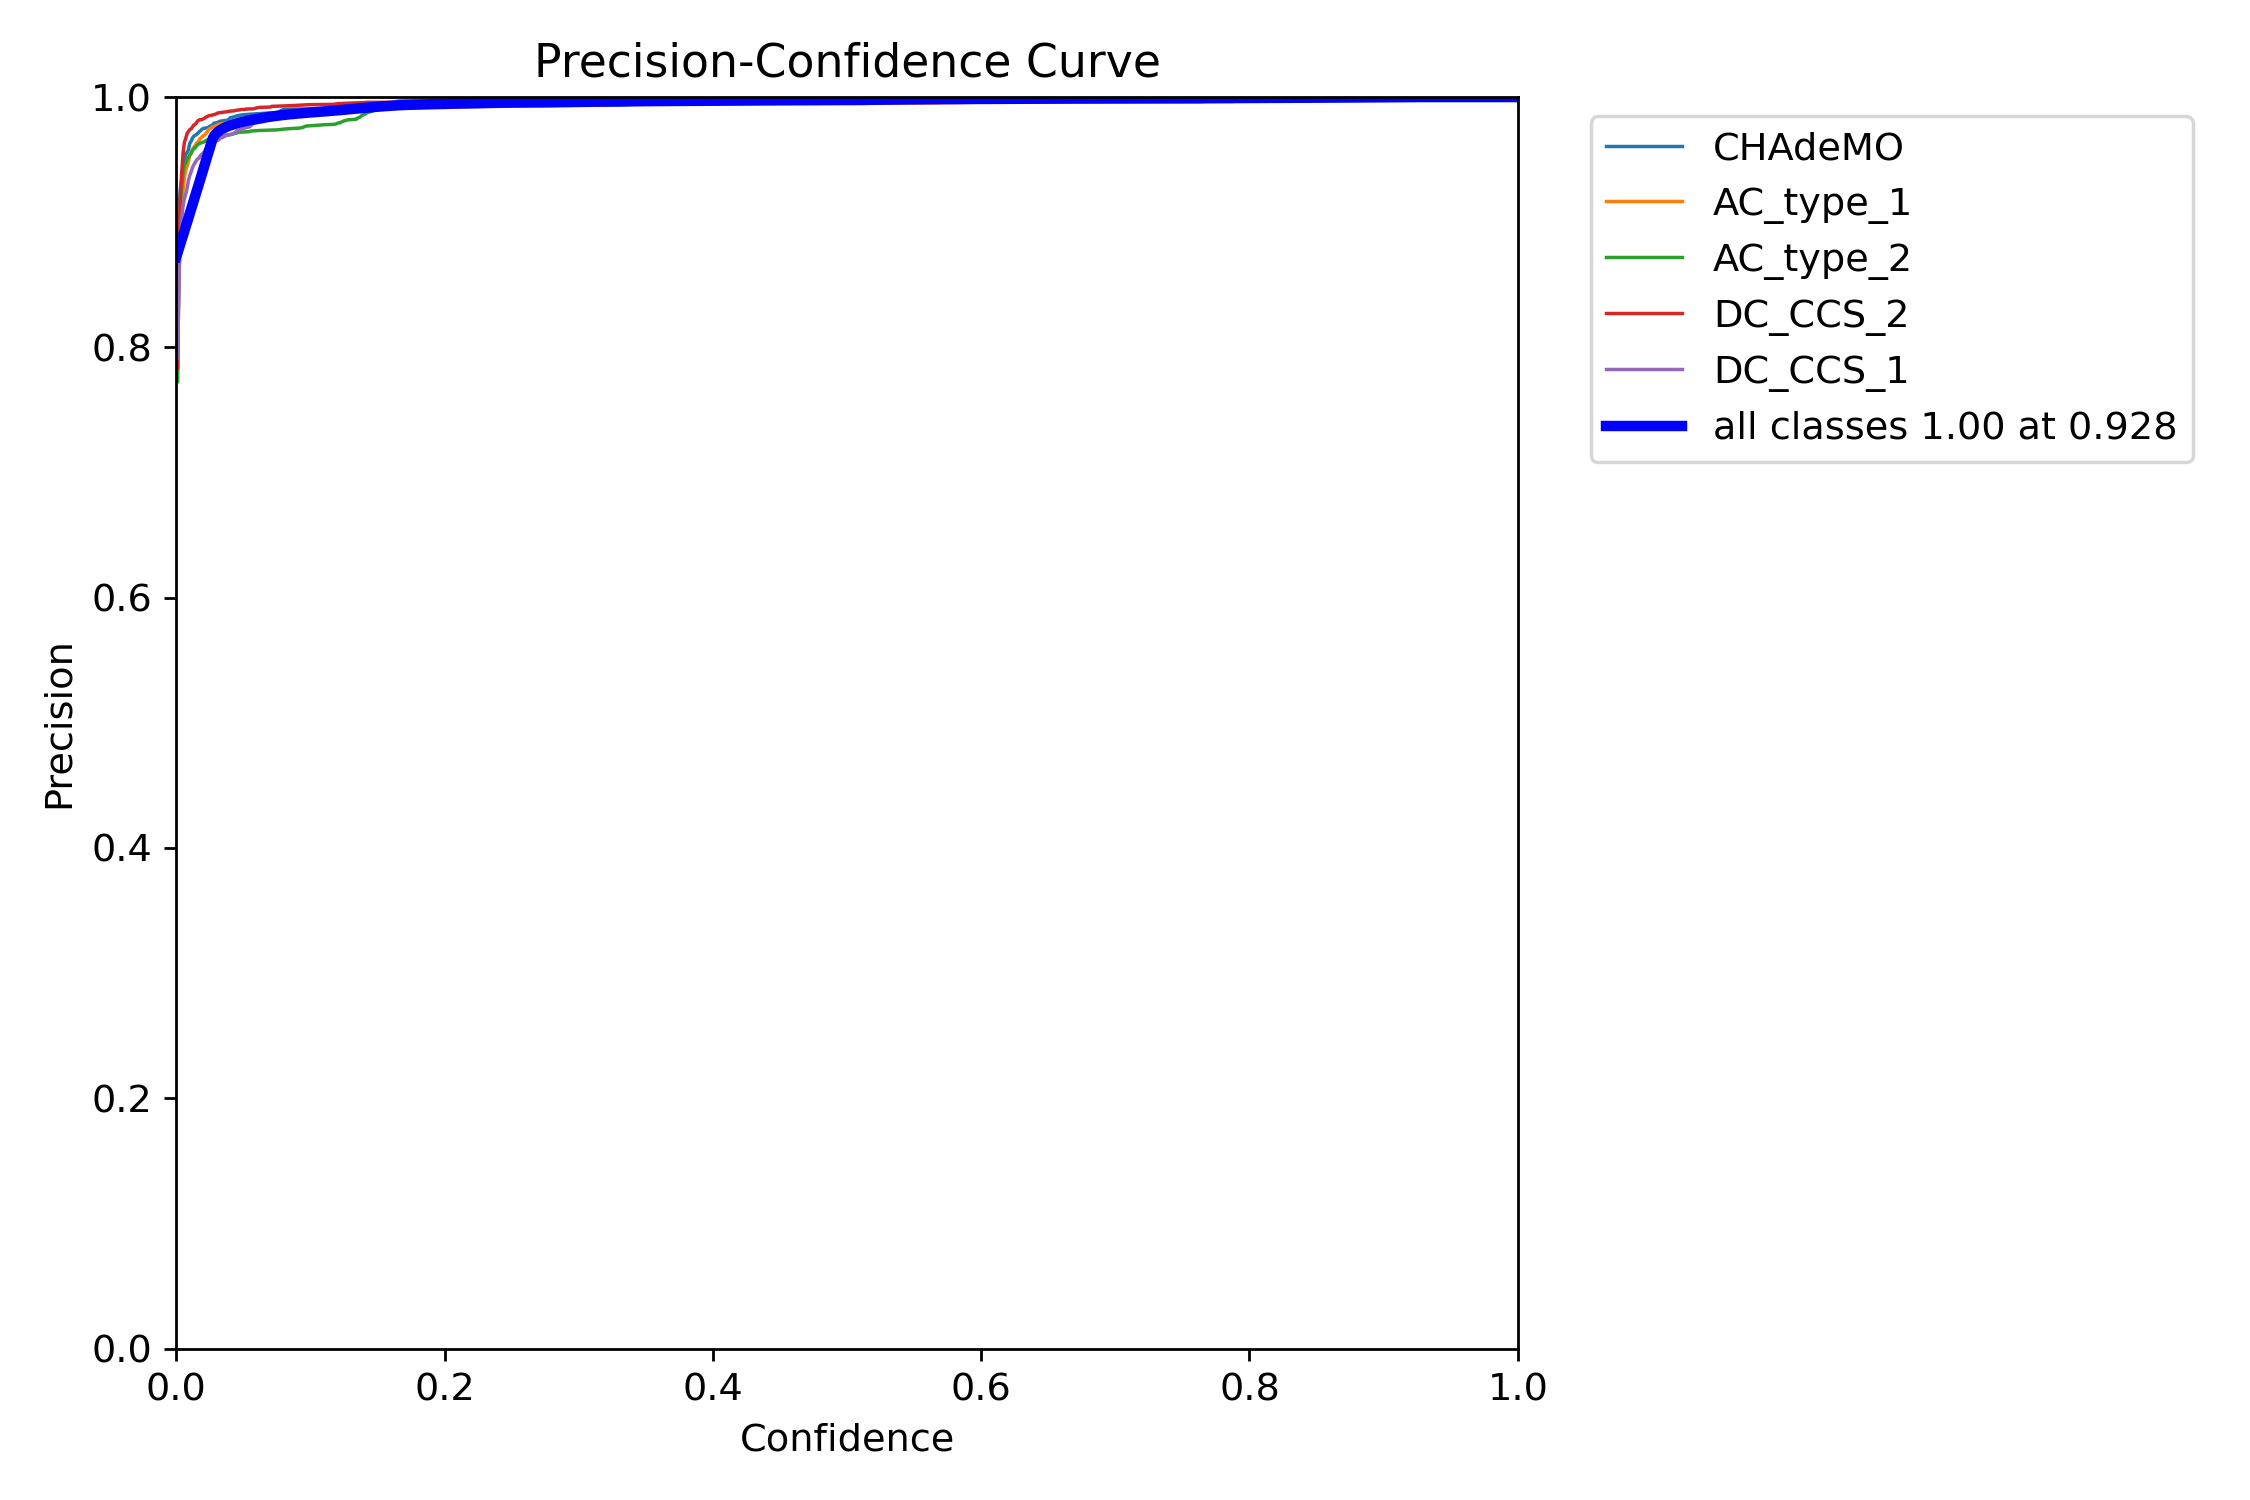 Precision-Confidence Curve
1.0
0.8
0.6
0.4
0.2
0.0
Precision
0.0 0.2 0.4 0.6 0.8 1.0
Confidence
CHAdeMO
AC_type_1
AC_type_2
DC_CCS_2
DC_CCS_1
all classes 1.00 at 0.928